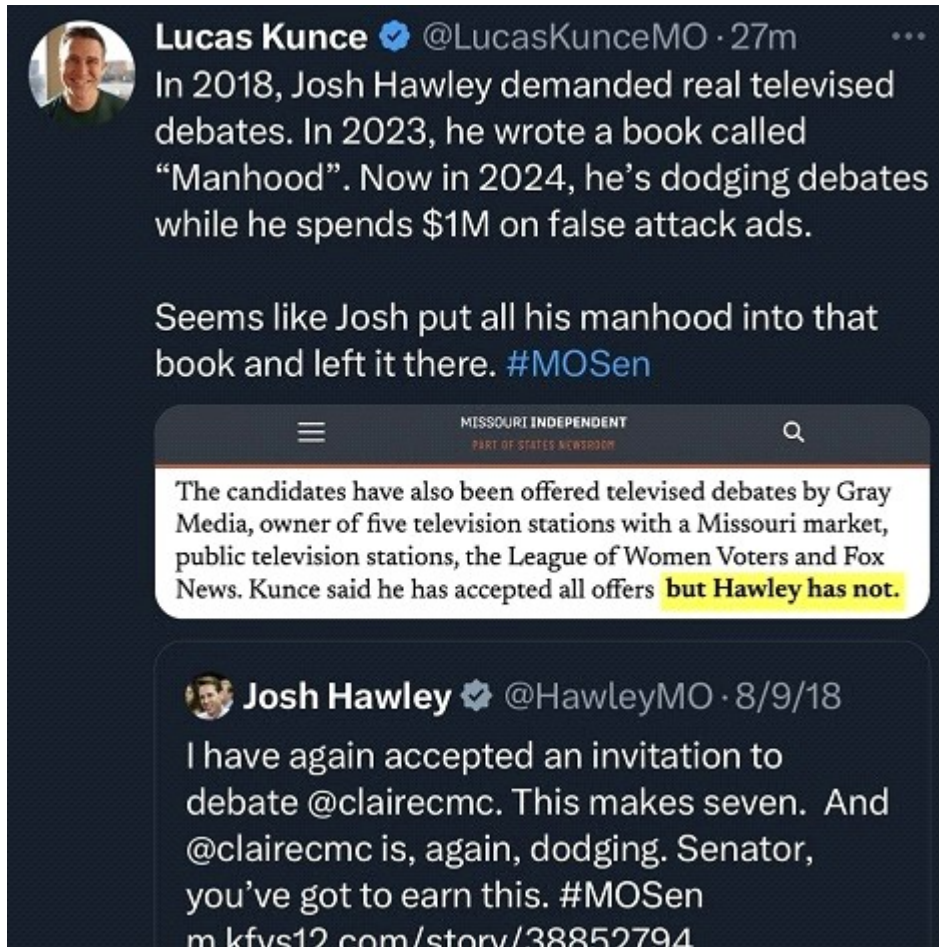 Lucas Kunce @LucasKunceMO · 27m
In 2018, Josh Hawley demanded real televised
debates. In 2023, he wrote a book called
“Manhood”. Now in 2024, he’s dodging debates
while he spends $1M on false attack ads.
Seems like Josh put all his manhood into that
book and left it there. #MOSen
MISSOURI INDEPENDENT
PART OF STATES NEWSROOM
The candidates have also been offered televised debates by Gray
Media, owner of five television stations with a Missouri market,
public television stations, the League of Women Voters and Fox
News. Kunce said he has accepted all offers but Hawley has not.
Josh Hawley @HawleyMO · 8/9/18
I have again accepted an invitation to
debate @clairecmc. This makes seven.  And
@clairecmc is, again, dodging. Senator,
you’ve got to earn this. #MOSen
m.kfvs12.com/story/38852794